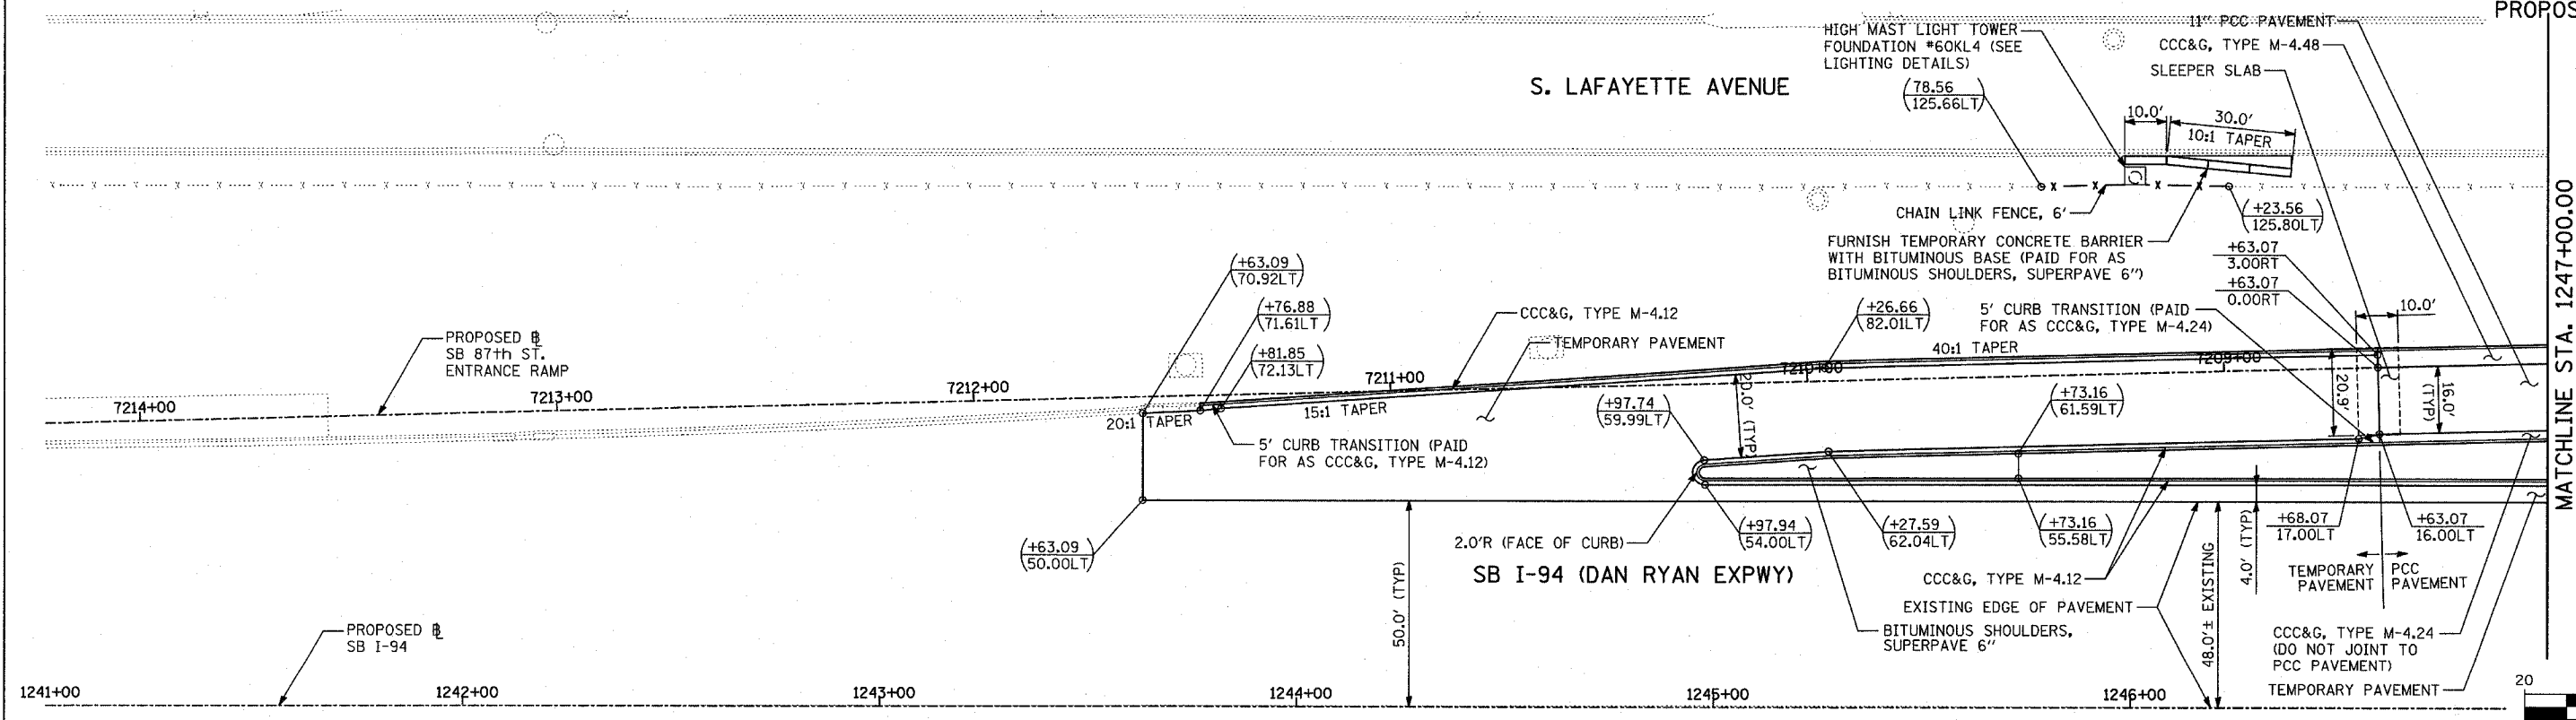 PROPOS
11" PCC PAVEMENT
HIGH MAST LIGHT TOWER
FOUNDATION #60KL4 (SEE
LIGHTING DETAILS)
CCC&G, TYPE M-4.48
SLEEPER SLAB
S. LAFAYETTE AVENUE
78.56
125.66LT
10.0'
30.0'
10:1 TAPER
CHAIN LINK FENCE, 6'
+23.56
125.80LT
FURNISH TEMPORARY CONCRETE BARRIER
WITH BITUMINOUS BASE (PAID FOR AS
BITUMINOUS SHOULDERS, SUPERPAVE 6")
+63.07
3.00RT
+63.07
0.00RT
MATCHLINE STA. 1247+00.00
+63.09
70.92LT
+76.88
71.61LT
+81.85
72.13LT
CCC&G, TYPE M-4.12
TEMPORARY PAVEMENT
+26.66
82.01LT
5' CURB TRANSITION (PAID
FOR AS CCC&G, TYPE M-4.24)
10.0'
40:1 TAPER
PROPOSED BL
SB 87th ST.
ENTRANCE RAMP
7214+00
7213+00
7212+00
7211+00
7210+00
7209+00
20:1 TAPER
15:1 TAPER
5' CURB TRANSITION (PAID
FOR AS CCC&G, TYPE M-4.12)
+97.74
59.99LT
20.0' (TYP)
+73.16
61.59LT
20.9'
16.0'
(TYP)
+63.09
50.00LT
2.0'R (FACE OF CURB)
+97.94
54.00LT
+27.59
62.04LT
+73.16
55.58LT
+68.07
17.00LT
+63.07
16.00LT
SB I-94 (DAN RYAN EXPWY)
50.0' (TYP)
CCC&G, TYPE M-4.12
EXISTING EDGE OF PAVEMENT
BITUMINOUS SHOULDERS,
SUPERPAVE 6"
48.0'± EXISTING
4.0' (TYP)
TEMPORARY
PAVEMENT
PCC
PAVEMENT
CCC&G, TYPE M-4.24
(DO NOT JOINT TO
PCC PAVEMENT)
TEMPORARY PAVEMENT
PROPOSED BL
SB I-94
1241+00
1242+00
1243+00
1244+00
1245+00
1246+00
20